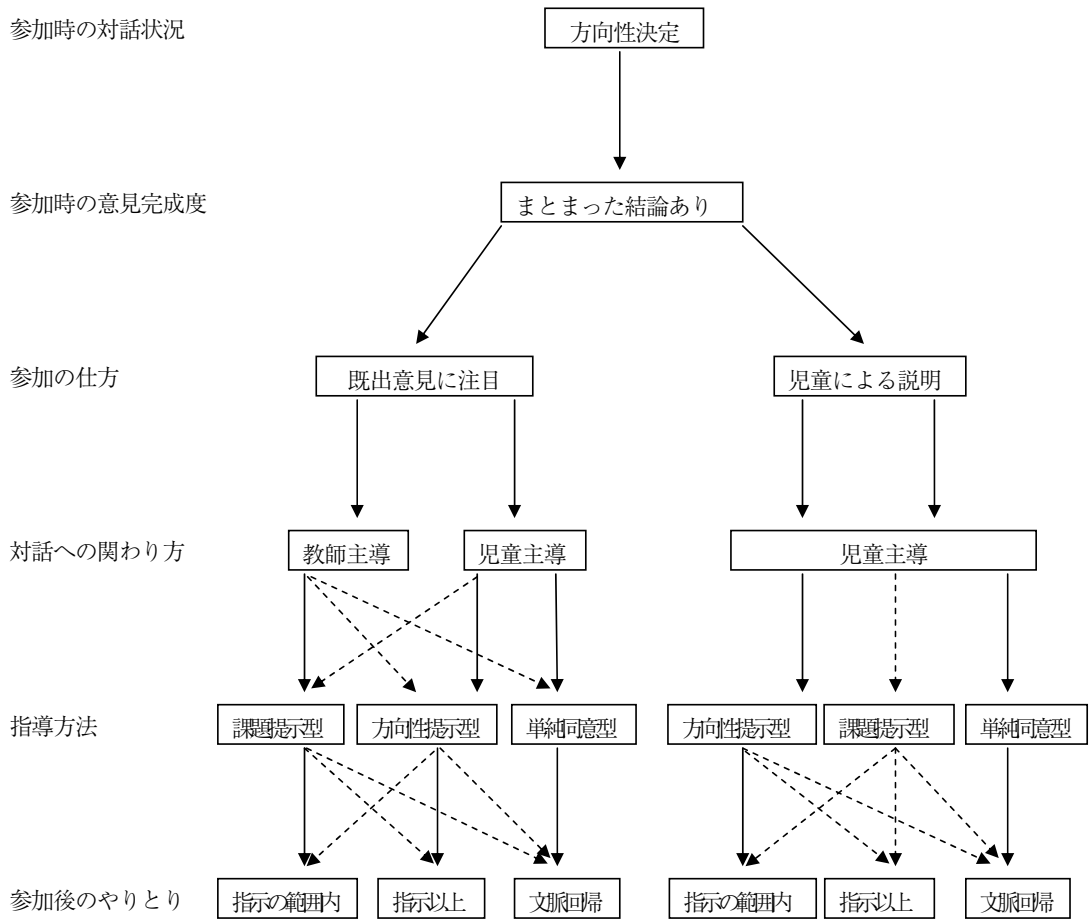 参加時の対話状況
方向性決定
参加時の意見完成度
まとまった結論あり
参加の仕方
既出意見に注目
児童による説明
対話への関わり方
教師主導
児童主導
児童主導
指導方法
課題提示型
方向性提示型
単純同意型
方向性提示型
課題提示型
単純同意型
参加後のやりとり
指示の範囲内
指示以上
文脈回帰
指示の範囲内
指示以上
文脈回帰